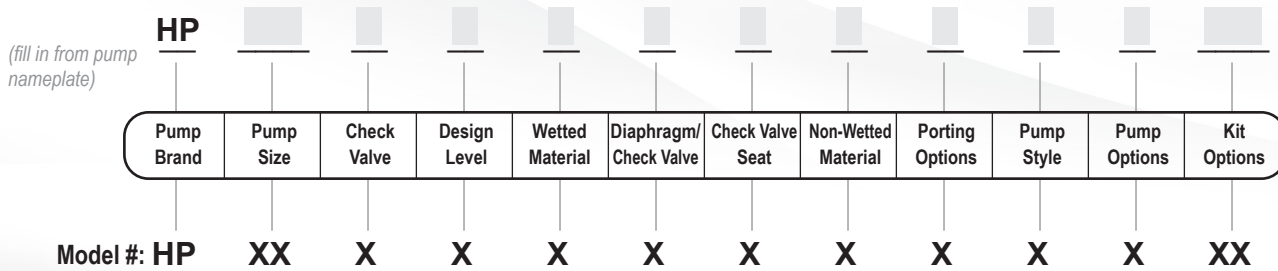 HP
(fill in from pump
nameplate)
Pump Pump Check Design Wetted Diaphragm/ Check Valve Non-Wetted Porting Pump Pump Kit
Brand Size Valve Level Material Check Valve Seat Material Options Style Options Options
Model #: HP XX X X X X X X X X X XX